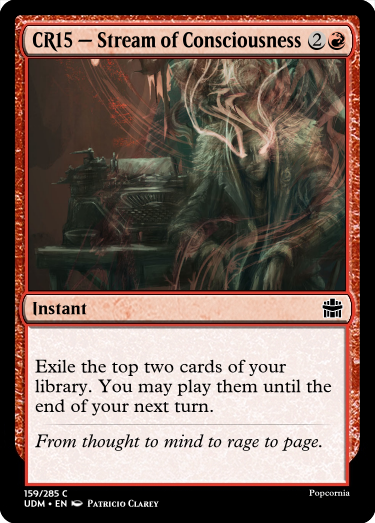 CR15 — Stream of Consciousness 2
Instant
Exile the top two cards of your
library. You may play them until the
end of your next turn.
From thought to mind to rage to page.
159/285 C
Popcornia
UDM • EN Patricio Clarey